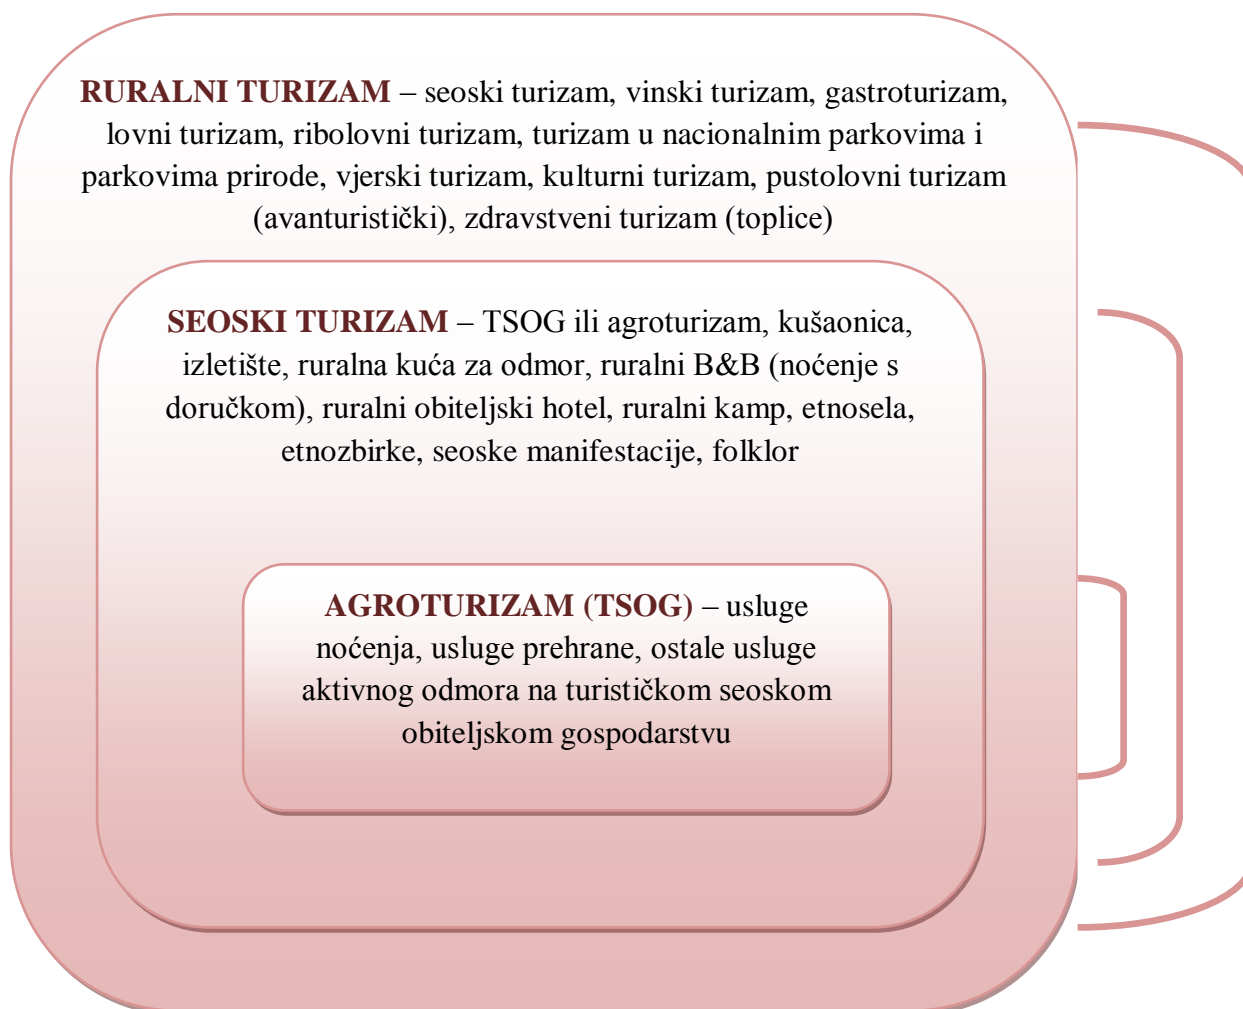 RURALNI TURIZAM – seoski turizam, vinski turizam, gastroturizam,
lovni turizam, ribolovni turizam, turizam u nacionalnim parkovima i
parkovima prirode, vjerski turizam, kulturni turizam, pustolovni turizam
(avanturistički), zdravstveni turizam (toplice)
SEOSKI TURIZAM – TSOG ili agroturizam, kušaonica,
izletište, ruralna kuća za odmor, ruralni B&B (noćenje s
doručkom), ruralni obiteljski hotel, ruralni kamp, etnosela,
etnozbirke, seoske manifestacije, folklor
AGROTURIZAM (TSOG) – usluge
noćenja, usluge prehrane, ostale usluge
aktivnog odmora na turističkom seoskom
obiteljskom gospodarstvu